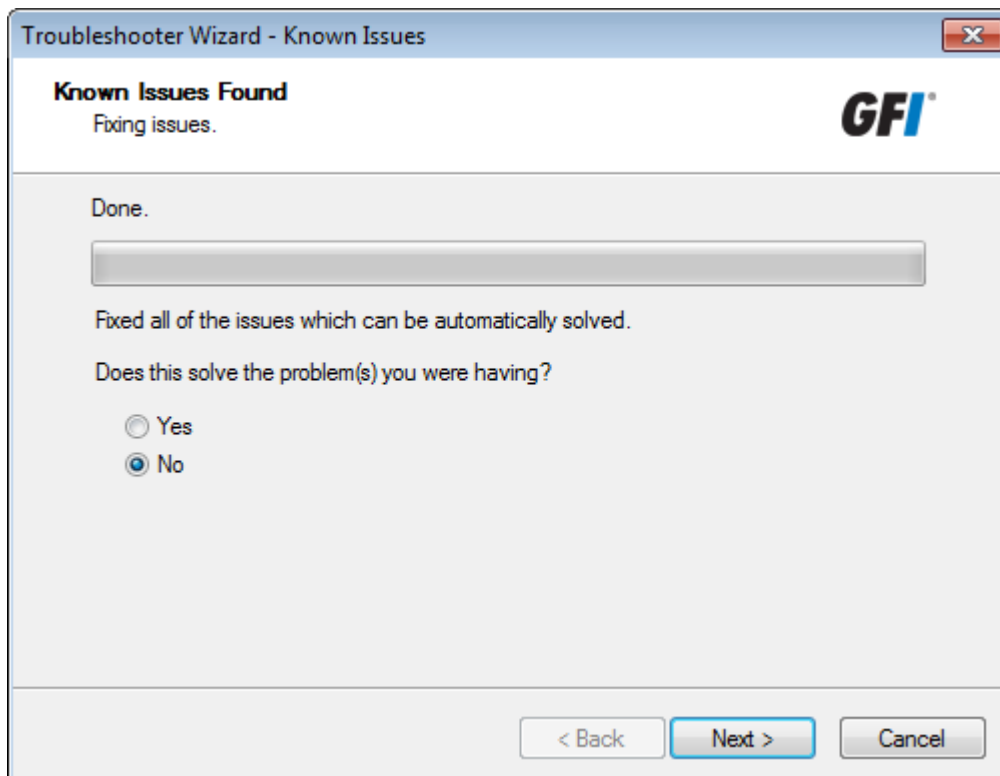 Troubleshooter Wizard - Known Issues
Known Issues Found
Fixing issues.
GFI®
Done.
Fixed all of the issues which can be automatically solved.
Does this solve the problem(s) you were having?
Yes
No
< Back Next > Cancel